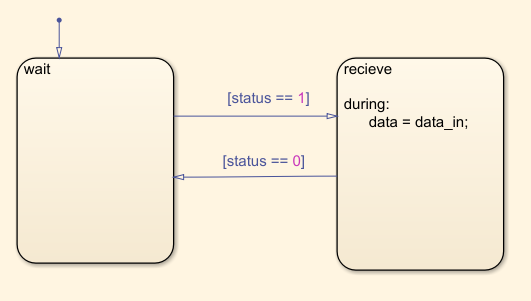 wait
recieve
[status == 1]
during:
data = data_in;
[status == 0]